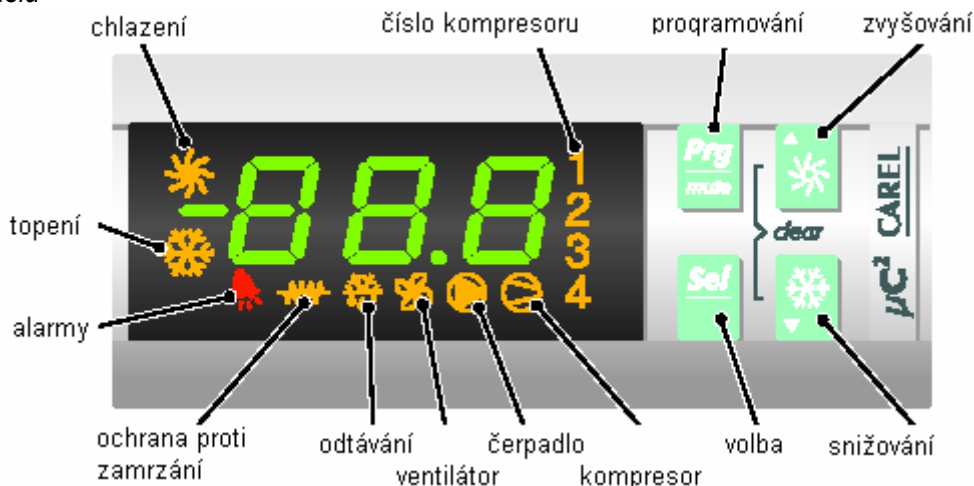 chlazení
číslo kompresoru
programování
zvyšování
-88.8
1
2
3
4
Prg
mute
clear
Sel
µC² CAREL
topení
alarmy
ochrana proti
zamrzání
odtávání
ventilátor
čerpadlo
kompresor
volba
snižování